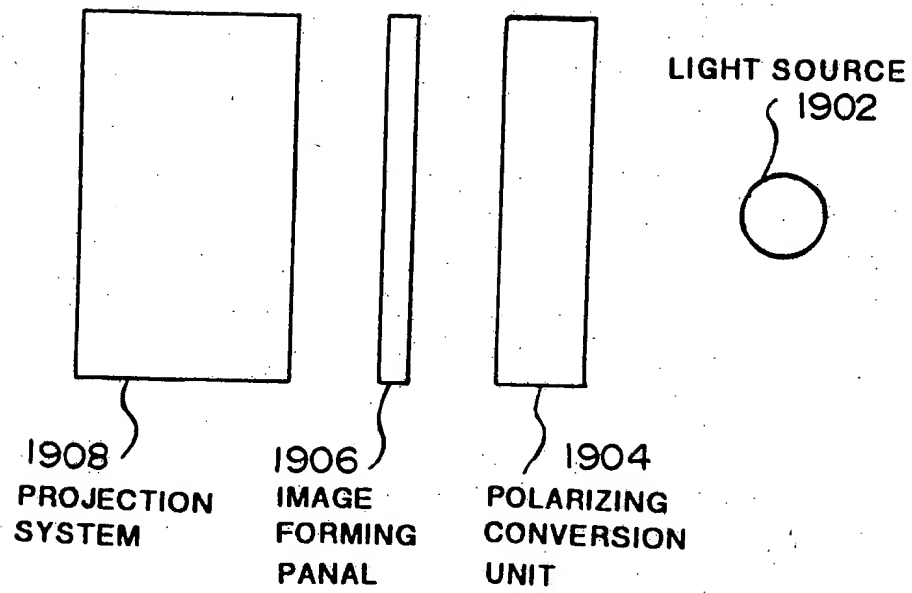 LIGHT SOURCE
1902
1908
PROJECTION
SYSTEM
1906
IMAGE
FORMING
PANAL
1904
POLARIZING
CONVERSION
UNIT